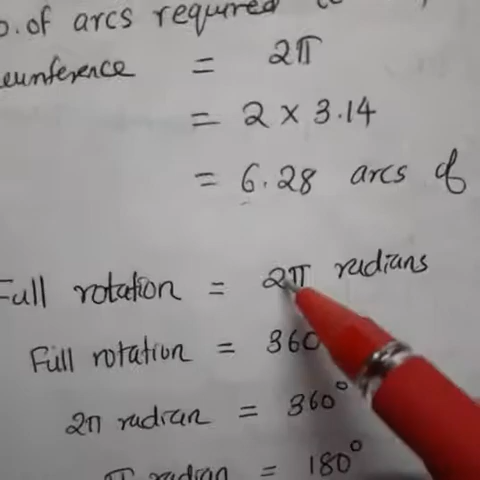 of arcs required
= 2π
= 2 × 3.14
= 6.28 arcs of
Full rotation = 2π radians
Full rotation = 360
2π radian = 360°
π radian = 180°